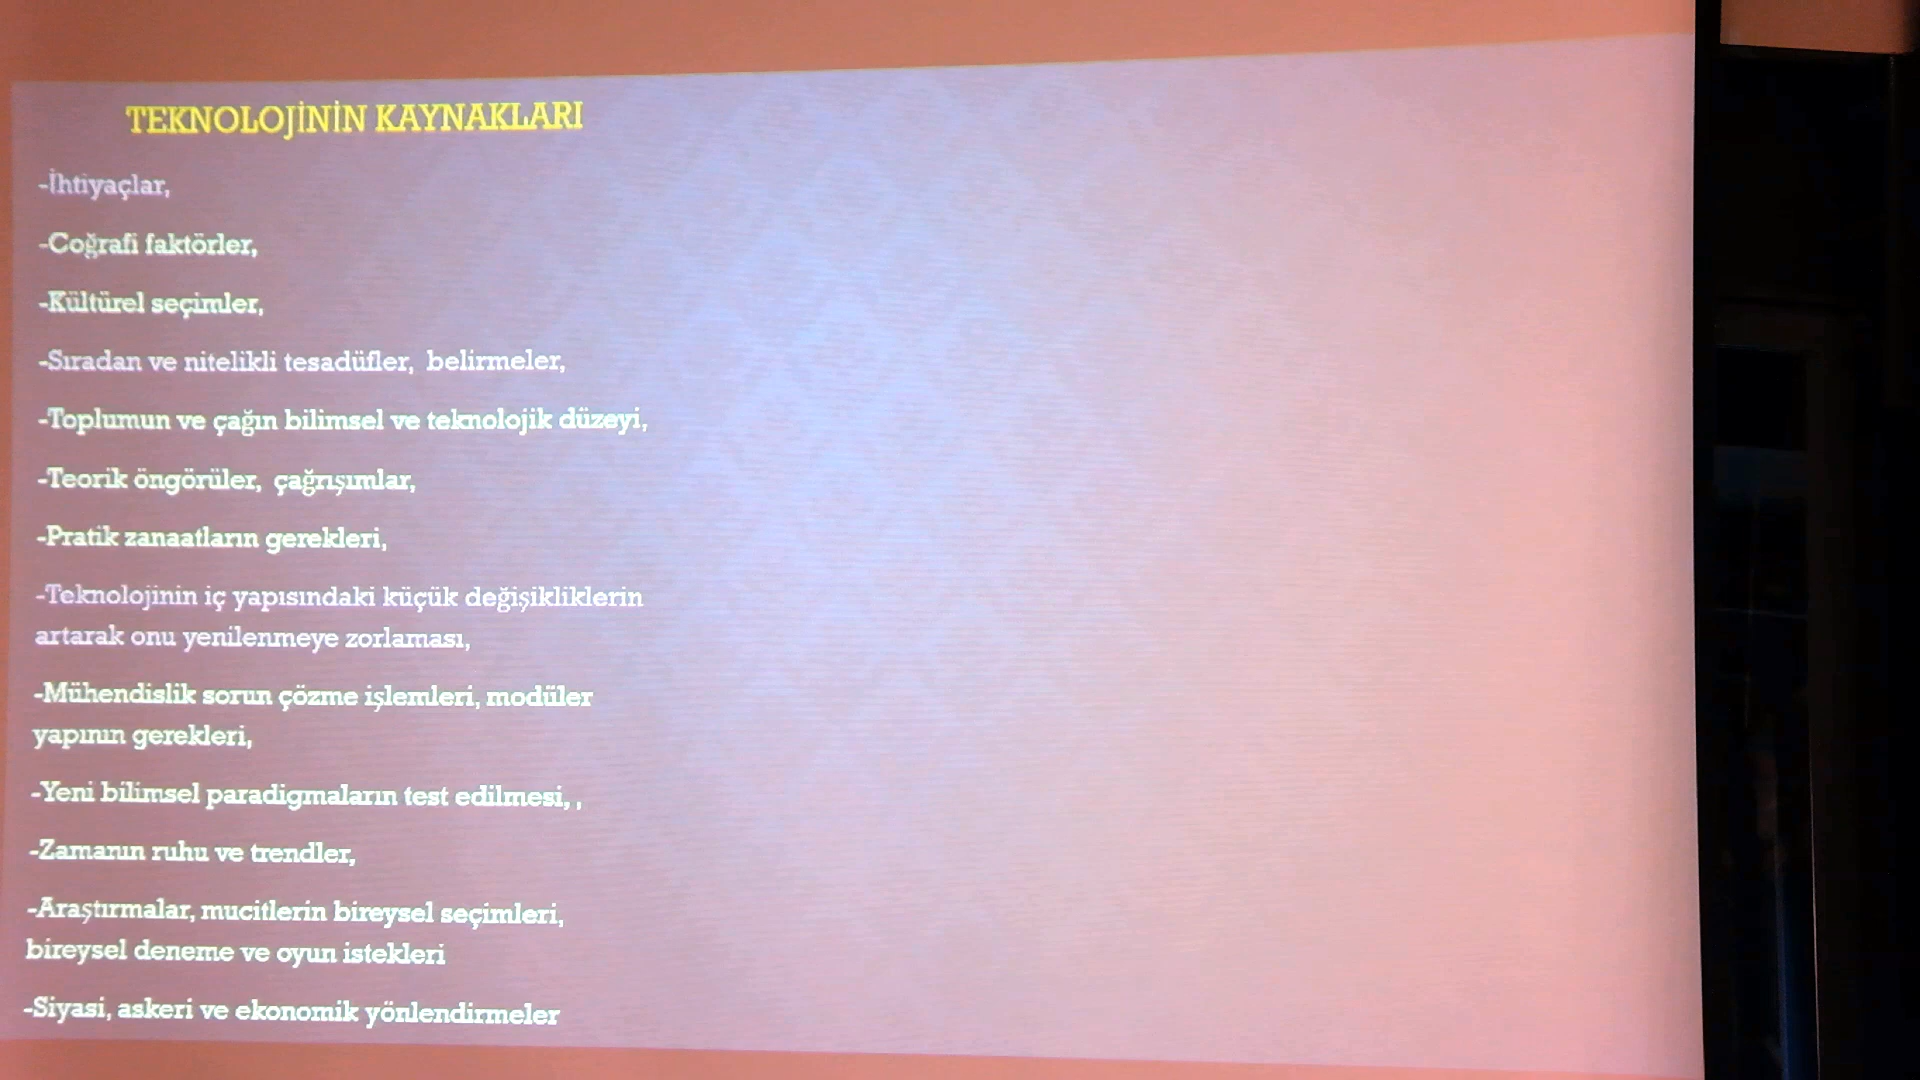 TEKNOLOJİNİN KAYNAKLARI
-İhtiyaçlar,
-Coğrafi faktörler,
-Kültürel seçimler,
-Sıradan ve nitelikli tesadüfler, belirmeler,
-Toplumun ve çağın bilimsel ve teknolojik düzeyi,
-Teorik öngörüler, çağrışımlar,
-Pratik zanaatların gerekleri,
-Teknolojinin iç yapısındaki küçük değişikliklerin
artarak onu yenilenmeye zorlaması,
-Mühendislik sorun çözme işlemleri, modüler
yapının gerekleri,
-Yeni bilimsel paradigmaların test edilmesi, ,
-Zamanın ruhu ve trendler,
-Araştırmalar, mucitlerin bireysel seçimleri,
bireysel deneme ve oyun istekleri
-Siyasi, askeri ve ekonomik yönlendirmeler